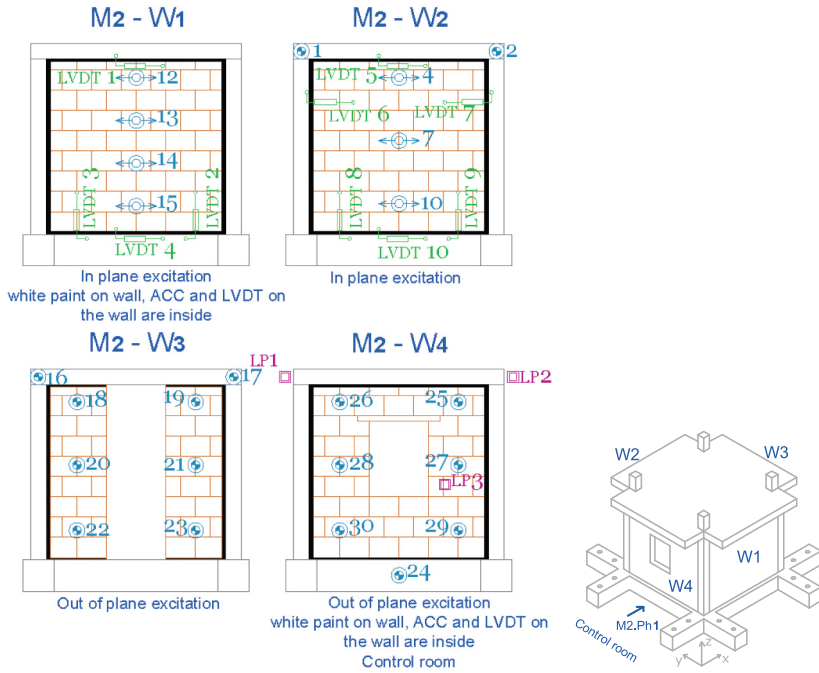 M2 - W1
LVDT 1
12
13
14
15
LVDT 3
LVDT 2
LVDT 4
In plane excitation
white paint on wall, ACC and LVDT on
the wall are inside
M2 - W2
1
2
LVDT 5
4
LVDT 6
LVDT 7
7
LVDT 8
LVDT 9
10
LVDT 10
In plane excitation
M2 - W3
16
17
18
19
20
21
22
23
Out of plane excitation
M2 - W4
LP1
LP2
26
25
28
27
LP3
30
29
24
Out of plane excitation
white paint on wall, ACC and LVDT on
the wall are inside
Control room
W2
W3
W1
W4
M2.Ph1
Control room
z
y
x